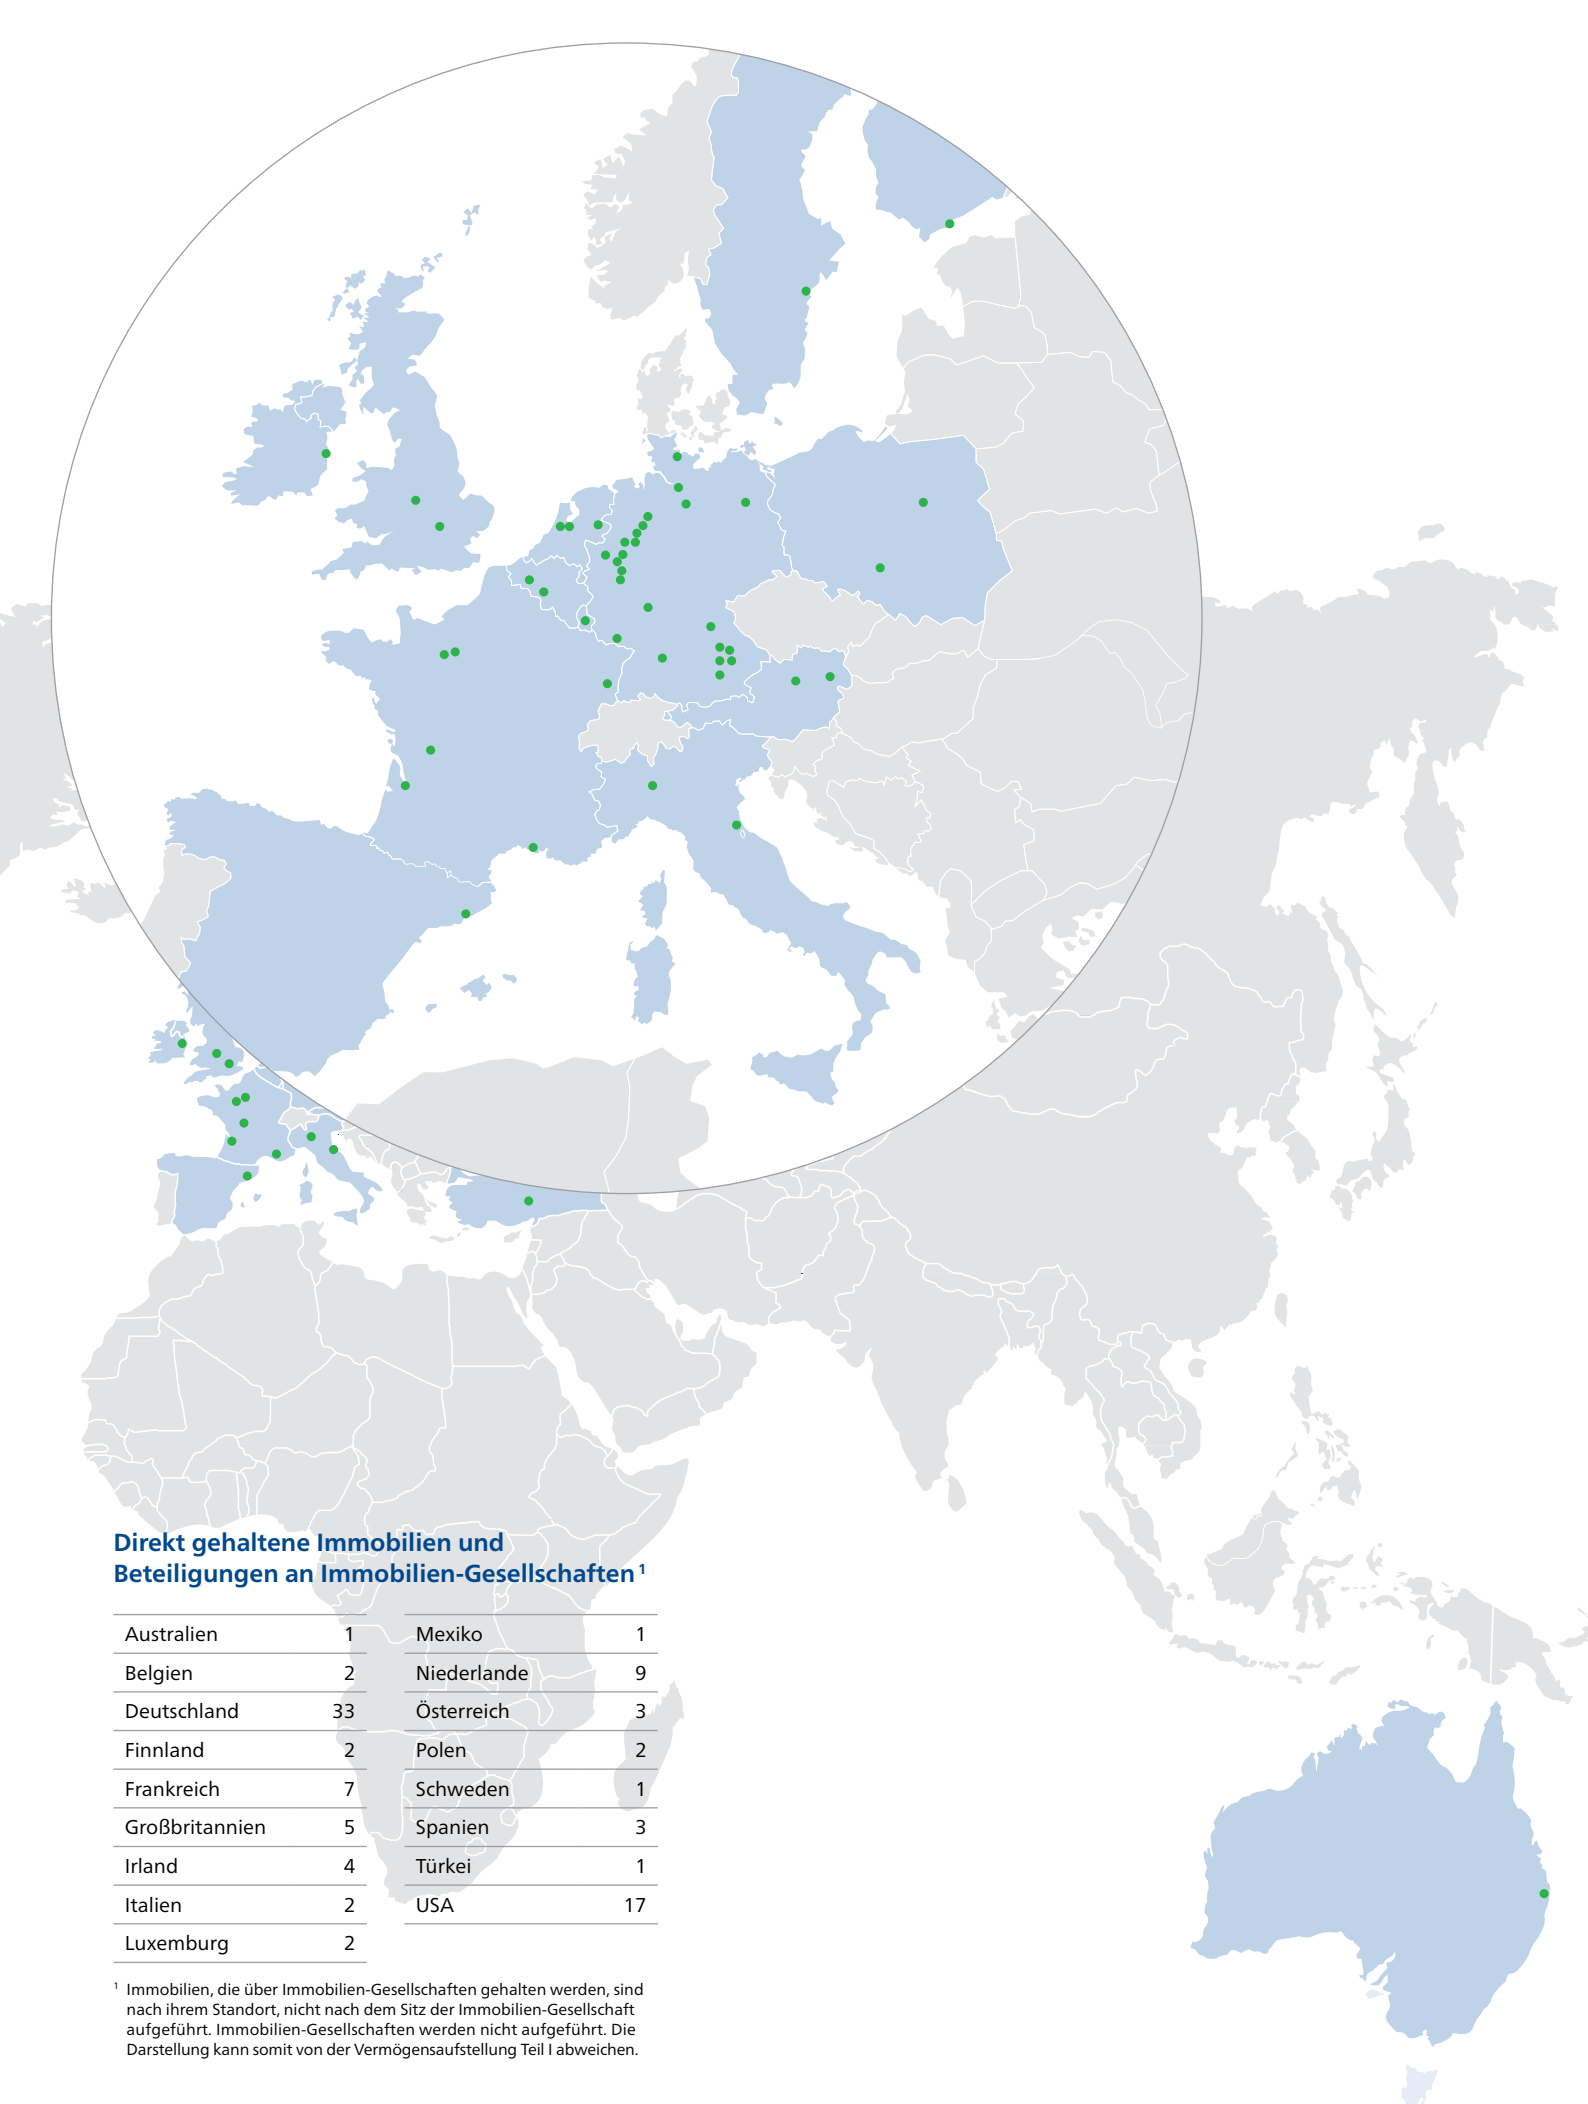 Direkt gehaltene Immobilien und
Beteiligungen an Immobilien-Gesellschaften ¹
Australien 1
Belgien 2
Deutschland 33
Finnland 2
Frankreich 7
Großbritannien 5
Irland 4
Italien 2
Luxemburg 2
Mexiko 1
Niederlande 9
Österreich 3
Polen 2
Schweden 1
Spanien 3
Türkei 1
USA 17
¹ Immobilien, die über Immobilien-Gesellschaften gehalten werden, sind
nach ihrem Standort, nicht nach dem Sitz der Immobilien-Gesellschaft
aufgeführt. Immobilien-Gesellschaften werden nicht aufgeführt. Die
Darstellung kann somit von der Vermögensaufstellung Teil I abweichen.